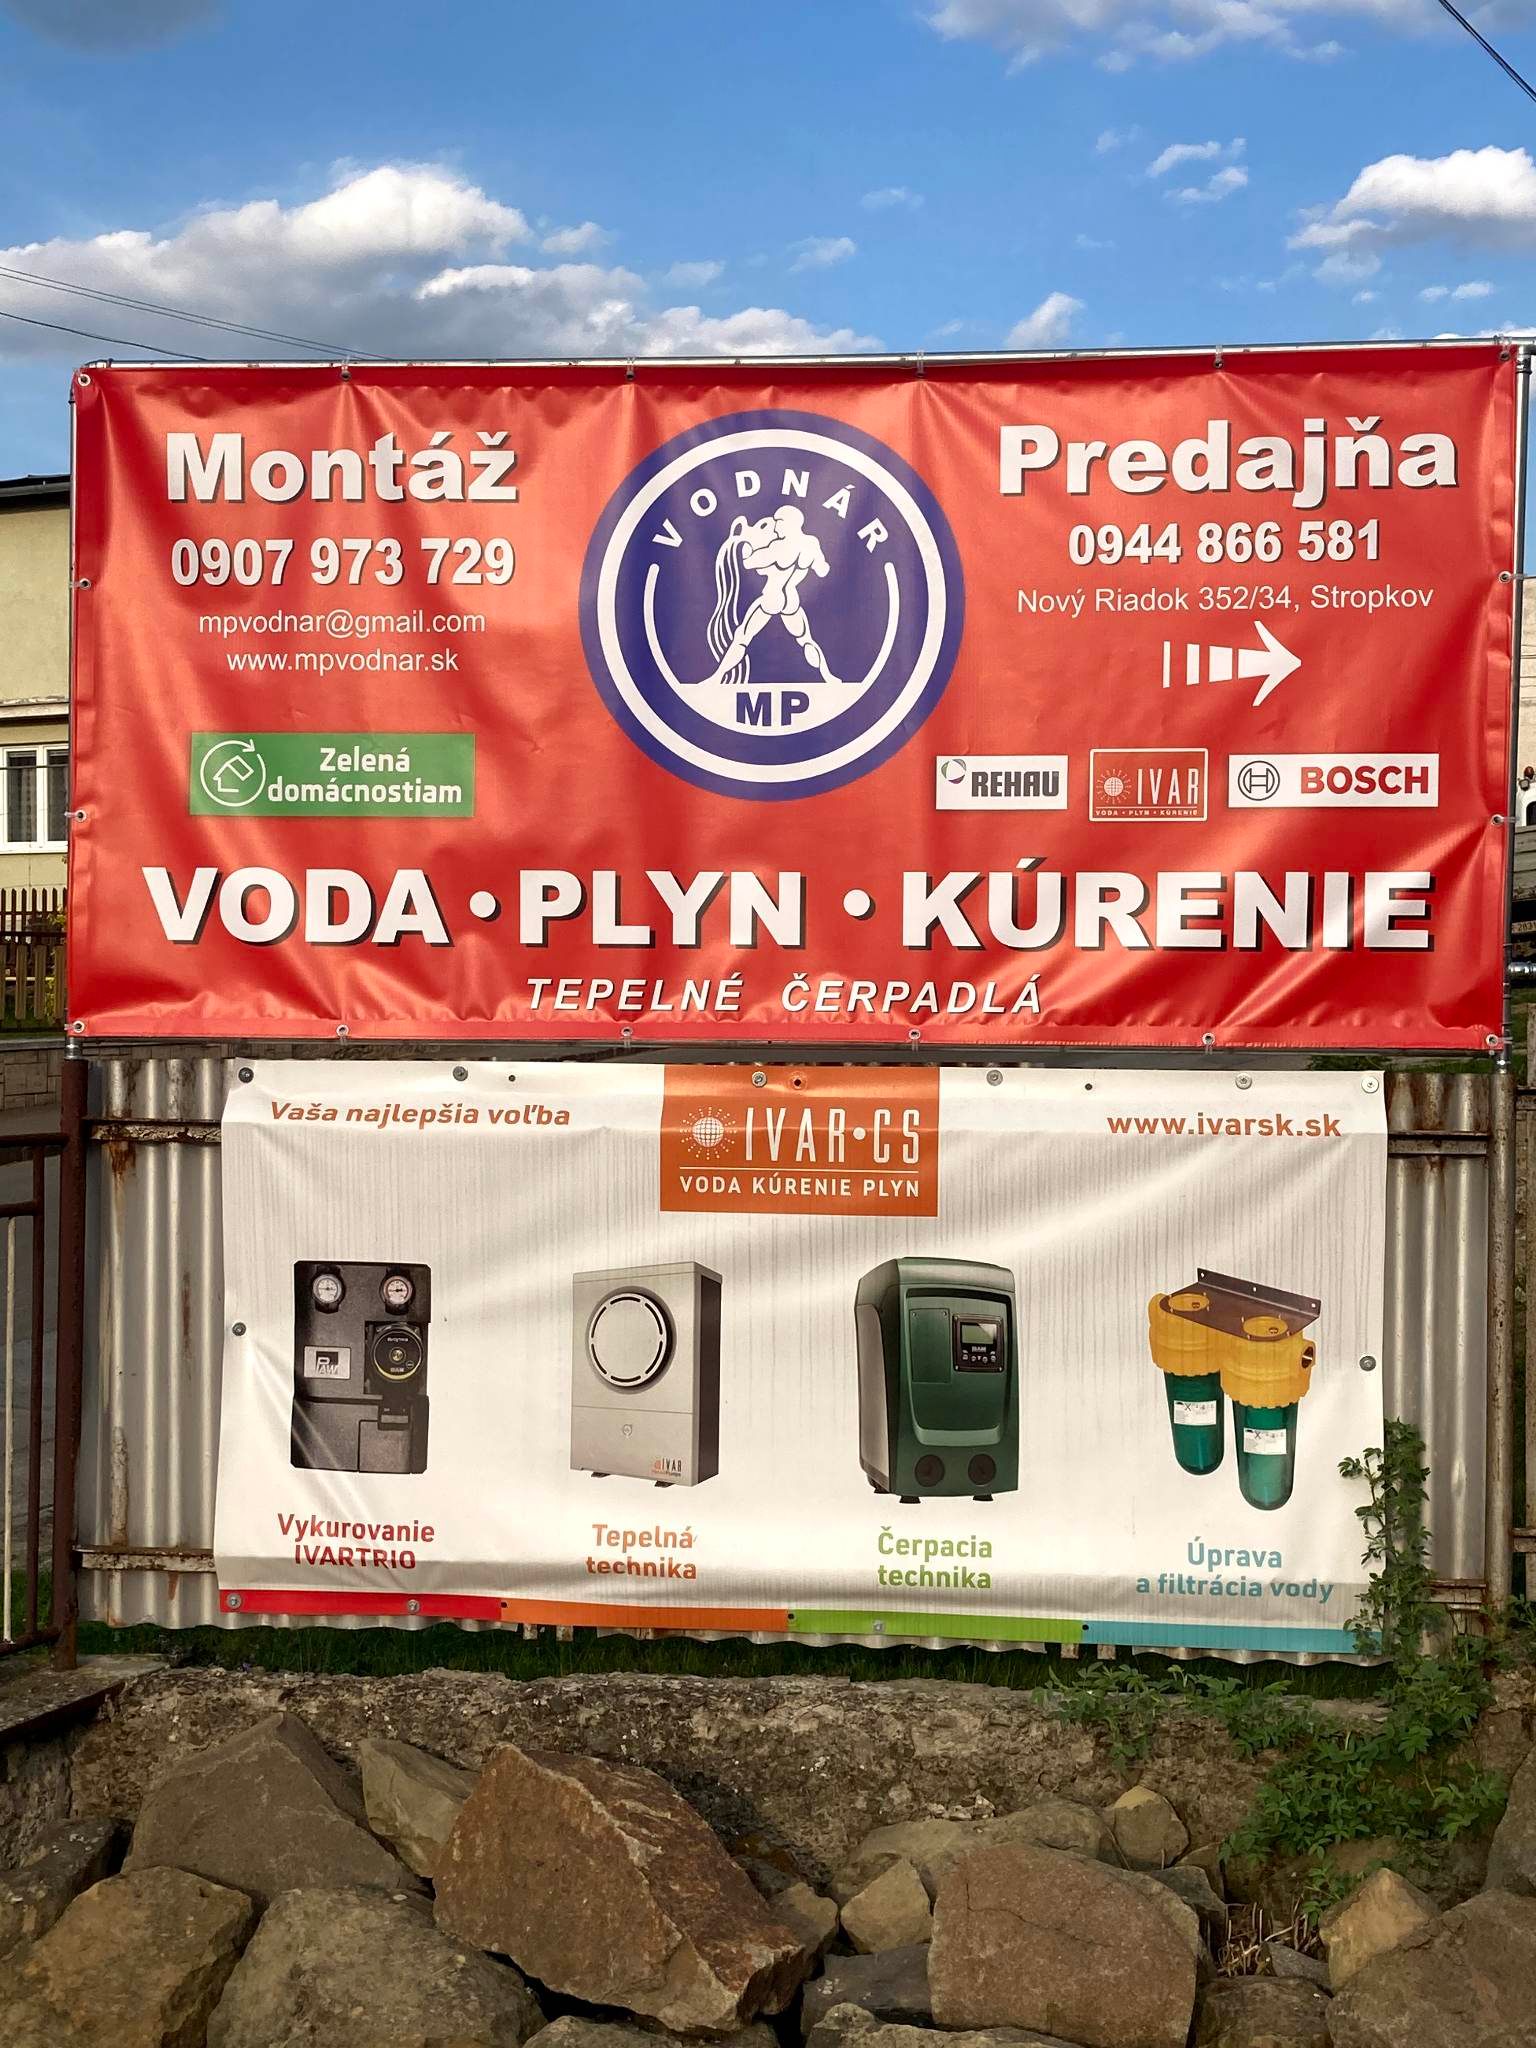 Montáž
0907 973 729
mpvodnar@gmail.com
www.mpvodnar.sk
Zelená
domácnostiam
VODNÁR
MP
Predajňa
0944 866 581
Nový Riadok 352/34, Stropkov
REHAU
IVAR
VODA • PLYN • KÚRENIE
BOSCH
VODA • PLYN • KÚRENIE
TEPELNÉ ČERPADLÁ
Vaša najlepšia voľba
IVAR•CS
VODA KÚRENIE PLYN
www.ivarsk.sk
PAW
IVAR
Vykurovanie
IVARTRIO
Tepelná
technika
Čerpacia
technika
Úprava
a filtrácia vody